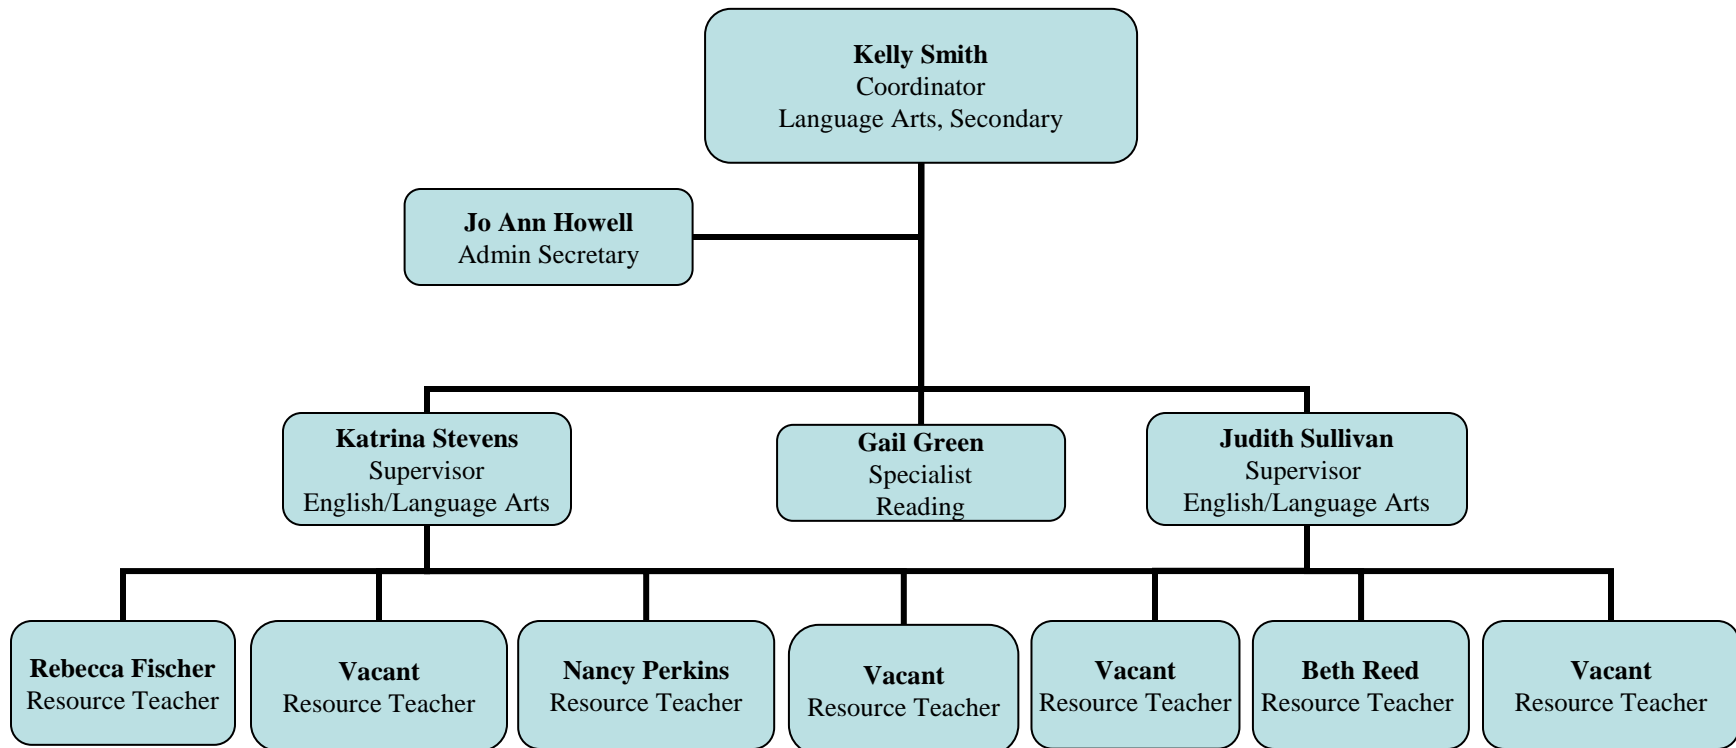 Kelly Smith
Coordinator
Language Arts, Secondary
Jo Ann Howell
Admin Secretary
Katrina Stevens
Supervisor
English/Language Arts
Gail Green
Specialist
Reading
Judith Sullivan
Supervisor
English/Language Arts
Rebecca Fischer
Resource Teacher
Vacant
Resource Teacher
Nancy Perkins
Resource Teacher
Vacant
Resource Teacher
Vacant
Resource Teacher
Beth Reed
Resource Teacher
Vacant
Resource Teacher